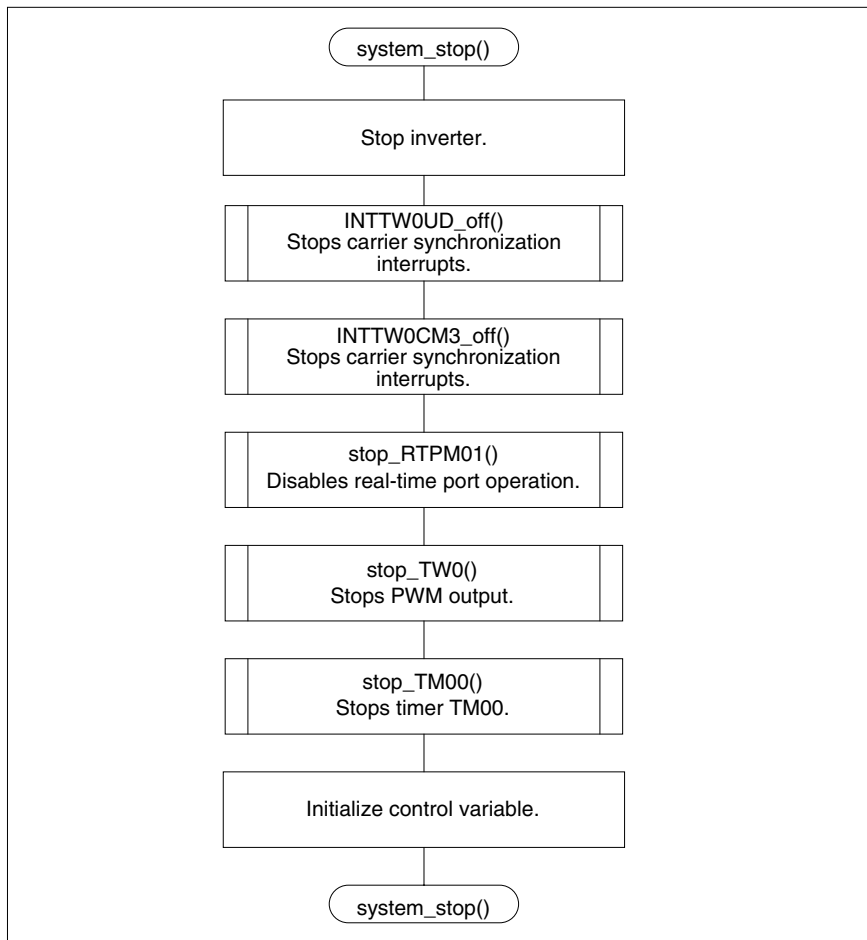 system_stop()
Stop inverter.
INTTW0UD_off()
Stops carrier synchronization
interrupts.
INTTW0CM3_off()
Stops carrier synchronization
interrupts.
stop_RTPM01()
Disables real-time port operation.
stop_TW0()
Stops PWM output.
stop_TM00()
Stops timer TM00.
Initialize control variable.
system_stop()